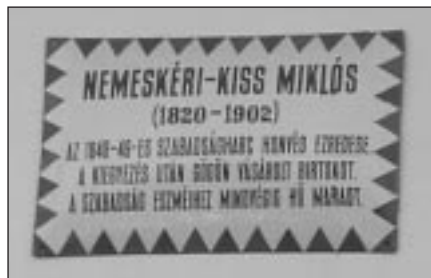 NEMESKÉRI-KISS MIKLÓS
(1820-1902)
AZ 1848-49-ES SZABADSÁGHARC HONVÉD EZREDESE.
A KIEGYEZÉS UTÁN GÖDÖN VÁSÁROLT BIRTOKOT.
A SZABADSÁG ESZMÉIHEZ MINDVÉGIG HŰ MARADT.